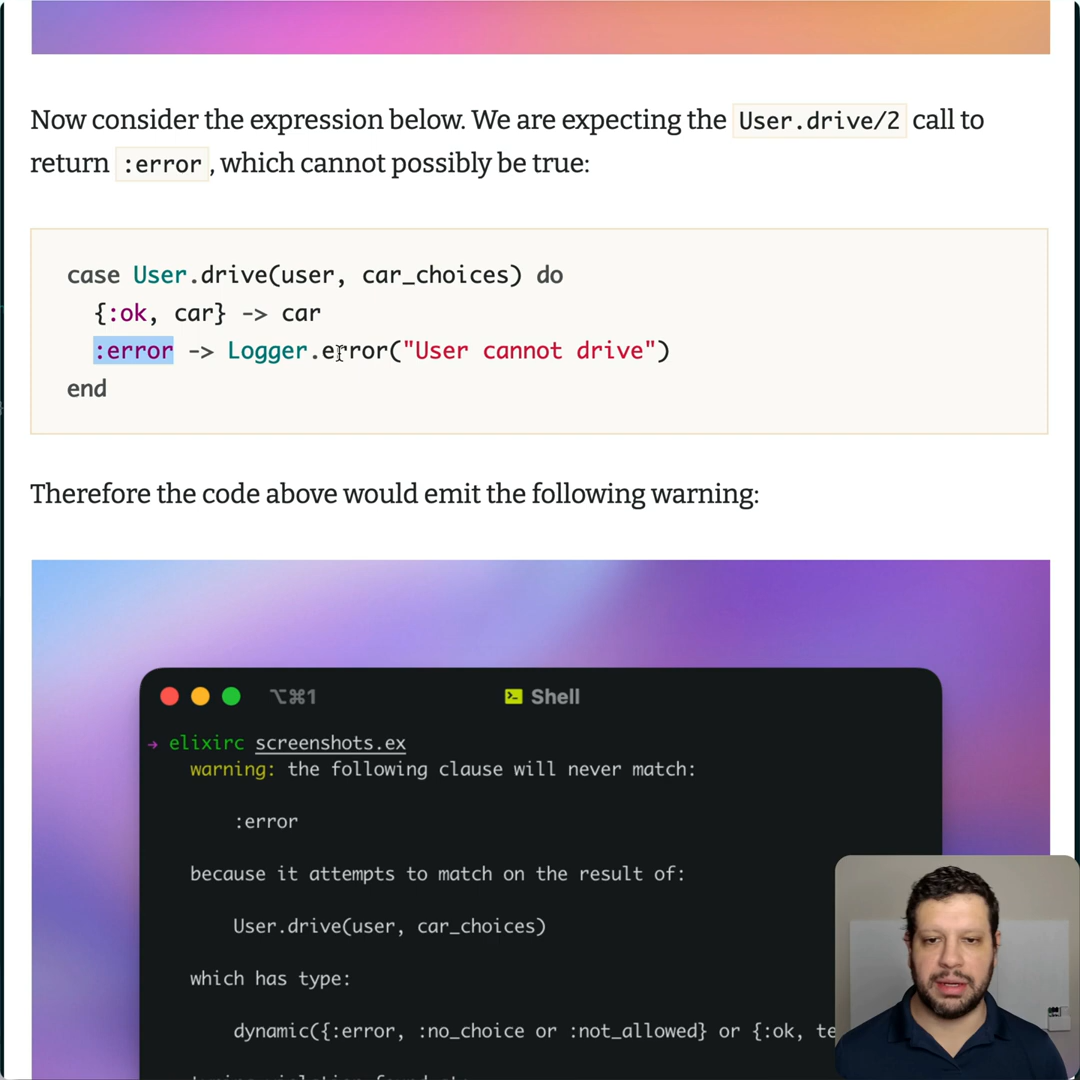 Now consider the expression below. We are expecting the User.drive/2 call to
return :error, which cannot possibly be true:
case User.drive(user, car_choices) do
{:ok, car} -> car
:error -> Logger.error("User cannot drive")
end
Therefore the code above would emit the following warning:
⌥⌘1 Shell
→ elixirc screenshots.ex
warning: the following clause will never match:
:error
because it attempts to match on the result of:
User.drive(user, car_choices)
which has type:
dynamic({:error, :no_choice or :not_allowed} or {:ok, te